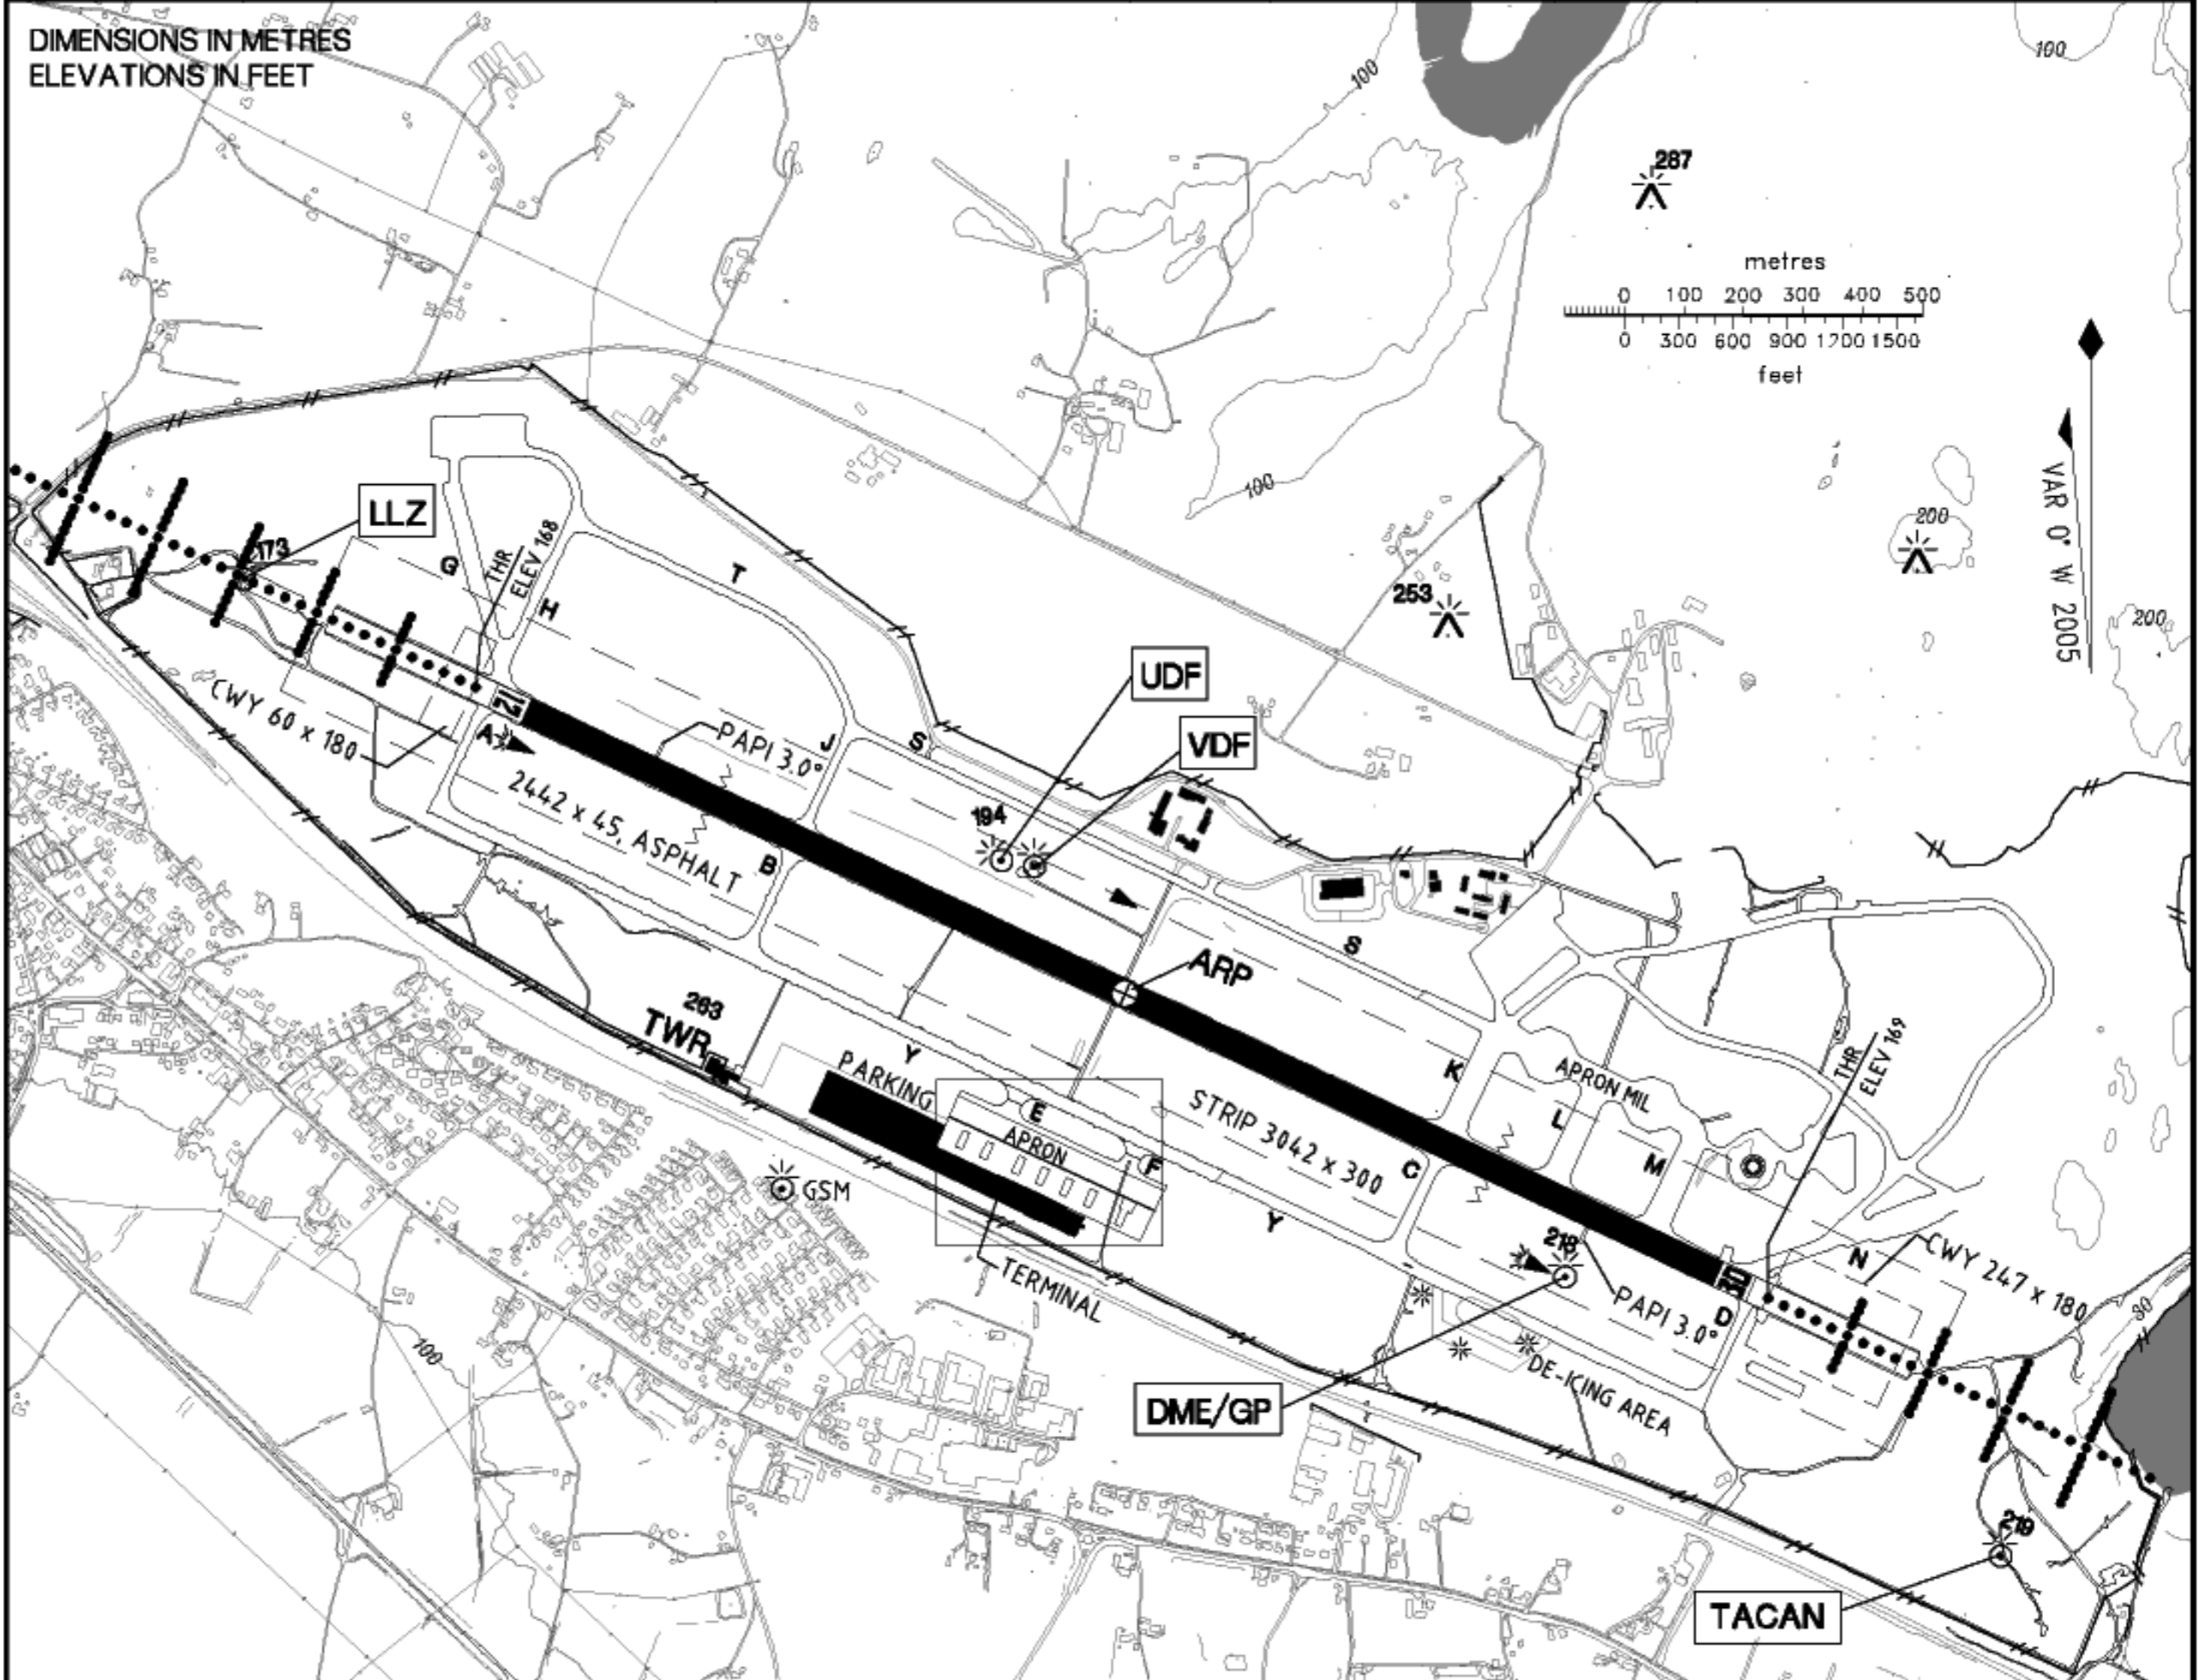 DIMENSIONS IN METRES
ELEVATIONS IN FEET
100
100
287
metres
0 100 200 300 400 500
0 300 600 900 1200 1500
feet
VAR 0° W 2005
LLZ
173
G
THR
ELEV 168
H
T
100
200
253
200
UDF
VDF
CWY 60 x 180
12
A
PAPI 3.0°
J
S
2442 x 45, ASPHALT
B
194
S
ARP
263
TWR
Y
PARKING
E
APRON
F
STRIP 3042 x 300
K
APRON MIL
L
M
C
THR
ELEV 169
GSM
Y
TERMINAL
218
30
PAPI 3.0°
D
N
CWY 247 x 180
80
100
DME/GP
DE-ICING AREA
219
TACAN